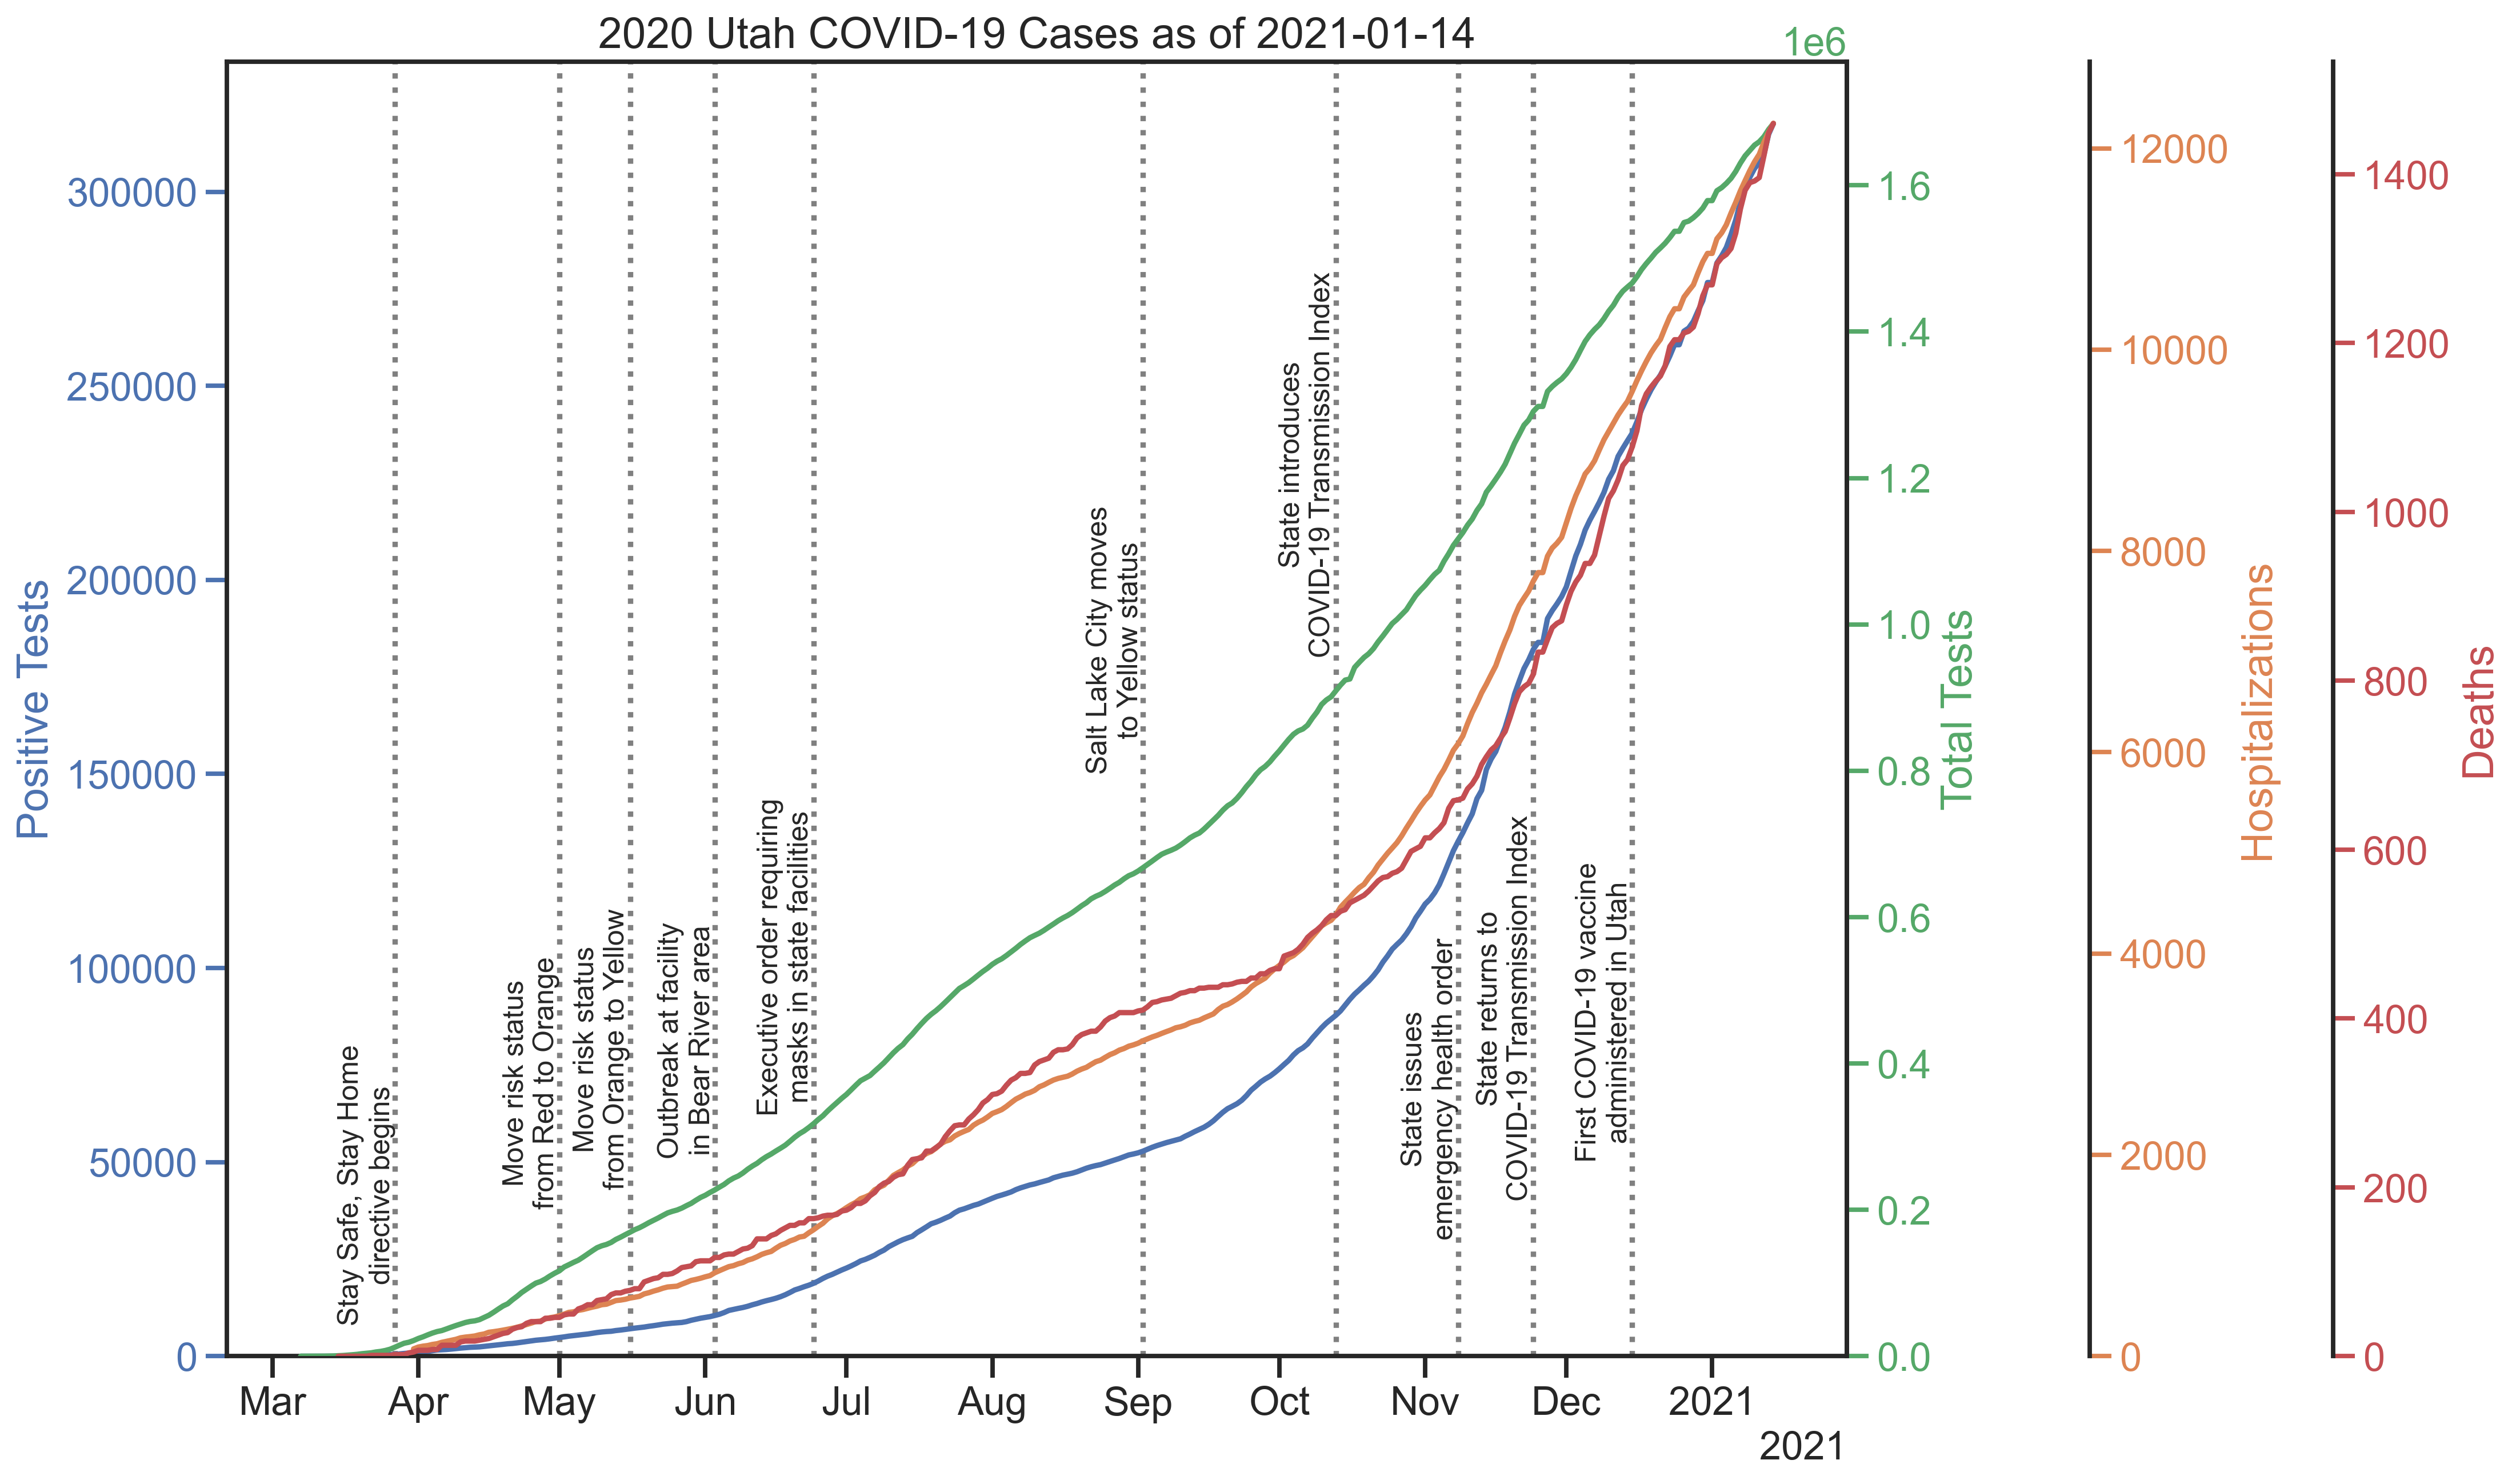 2020 Utah COVID-19 Cases as of 2021-01-14
1e6
Positive Tests
300000
250000
200000
150000
100000
50000
0
Stay Safe, Stay Home
directive begins
Move risk status
from Red to Orange
Move risk status
from Orange to Yellow
Outbreak at facility
in Bear River area
Executive order requiring
masks in state facilities
Salt Lake City moves
to Yellow status
State introduces
COVID-19 Transmission Index
State issues
emergency health order
State returns to
COVID-19 Transmission Index
First COVID-19 vaccine
administered in Utah
1.6
1.4
1.2
1.0
0.8
0.6
0.4
0.2
0.0
Total Tests
12000
10000
8000
6000
4000
2000
0
Hospitalizations
1400
1200
1000
800
600
400
200
0
Deaths
Mar
Apr
May
Jun
Jul
Aug
Sep
Oct
Nov
Dec
2021
2021